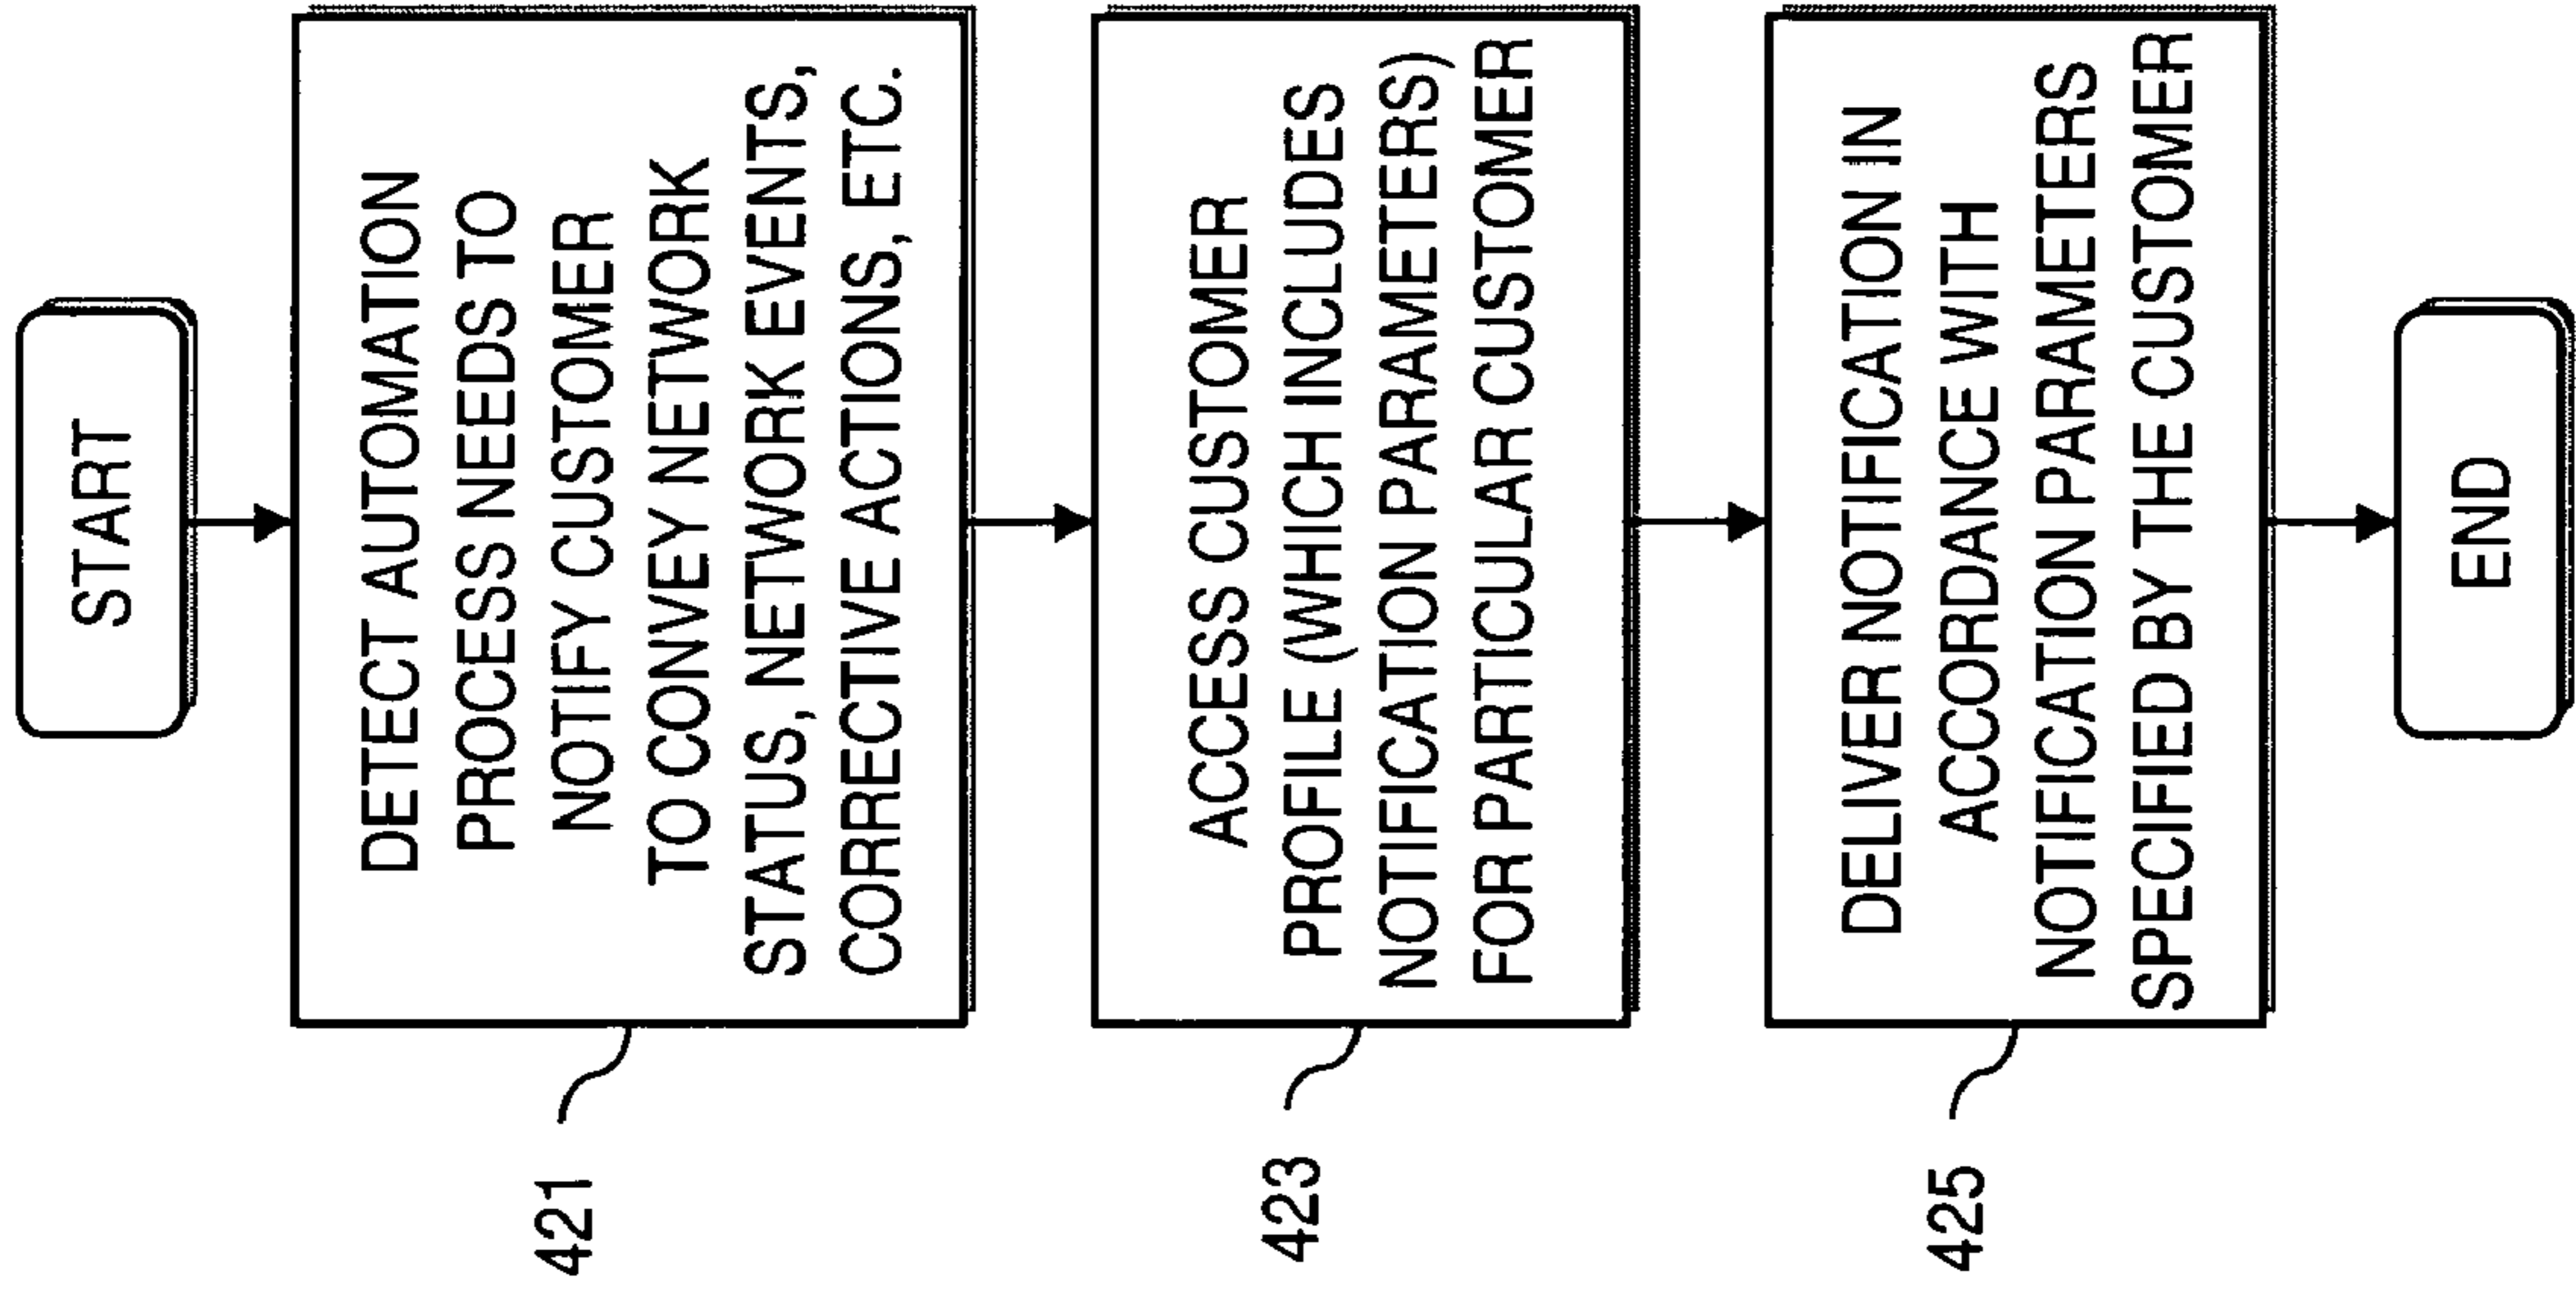 START
DETECT AUTOMATION
PROCESS NEEDS TO
NOTIFY CUSTOMER
TO CONVEY NETWORK
STATUS, NETWORK EVENTS,
CORRECTIVE ACTIONS, ETC.
421
ACCESS CUSTOMER
PROFILE (WHICH INCLUDES
NOTIFICATION PARAMETERS)
FOR PARTICULAR CUSTOMER
423
DELIVER NOTIFICATION IN
ACCORDANCE WITH
NOTIFICATION PARAMETERS
SPECIFIED BY THE CUSTOMER
425
END